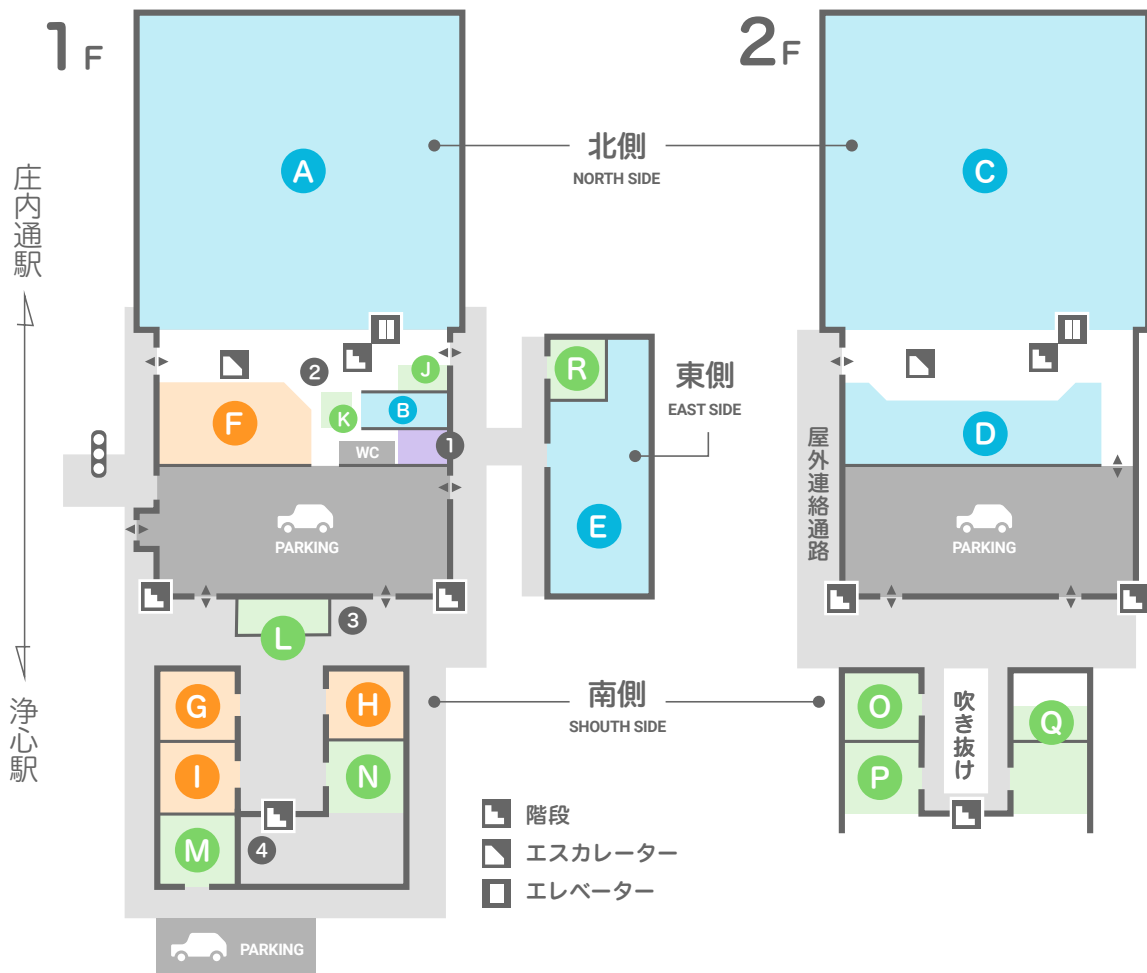 1F
2F
北側
NORTH SIDE
A
C
庄内通駅
2
J
R
東側
EAST SIDE
F
K
B
1
WC
D
屋外連絡通路
E
PARKING
PARKING
3
L
浄心駅
G
H
南側
SHOUTH SIDE
O
吹き抜け
Q
I
N
P
M
4
階段
エスカレーター
エレベーター
PARKING